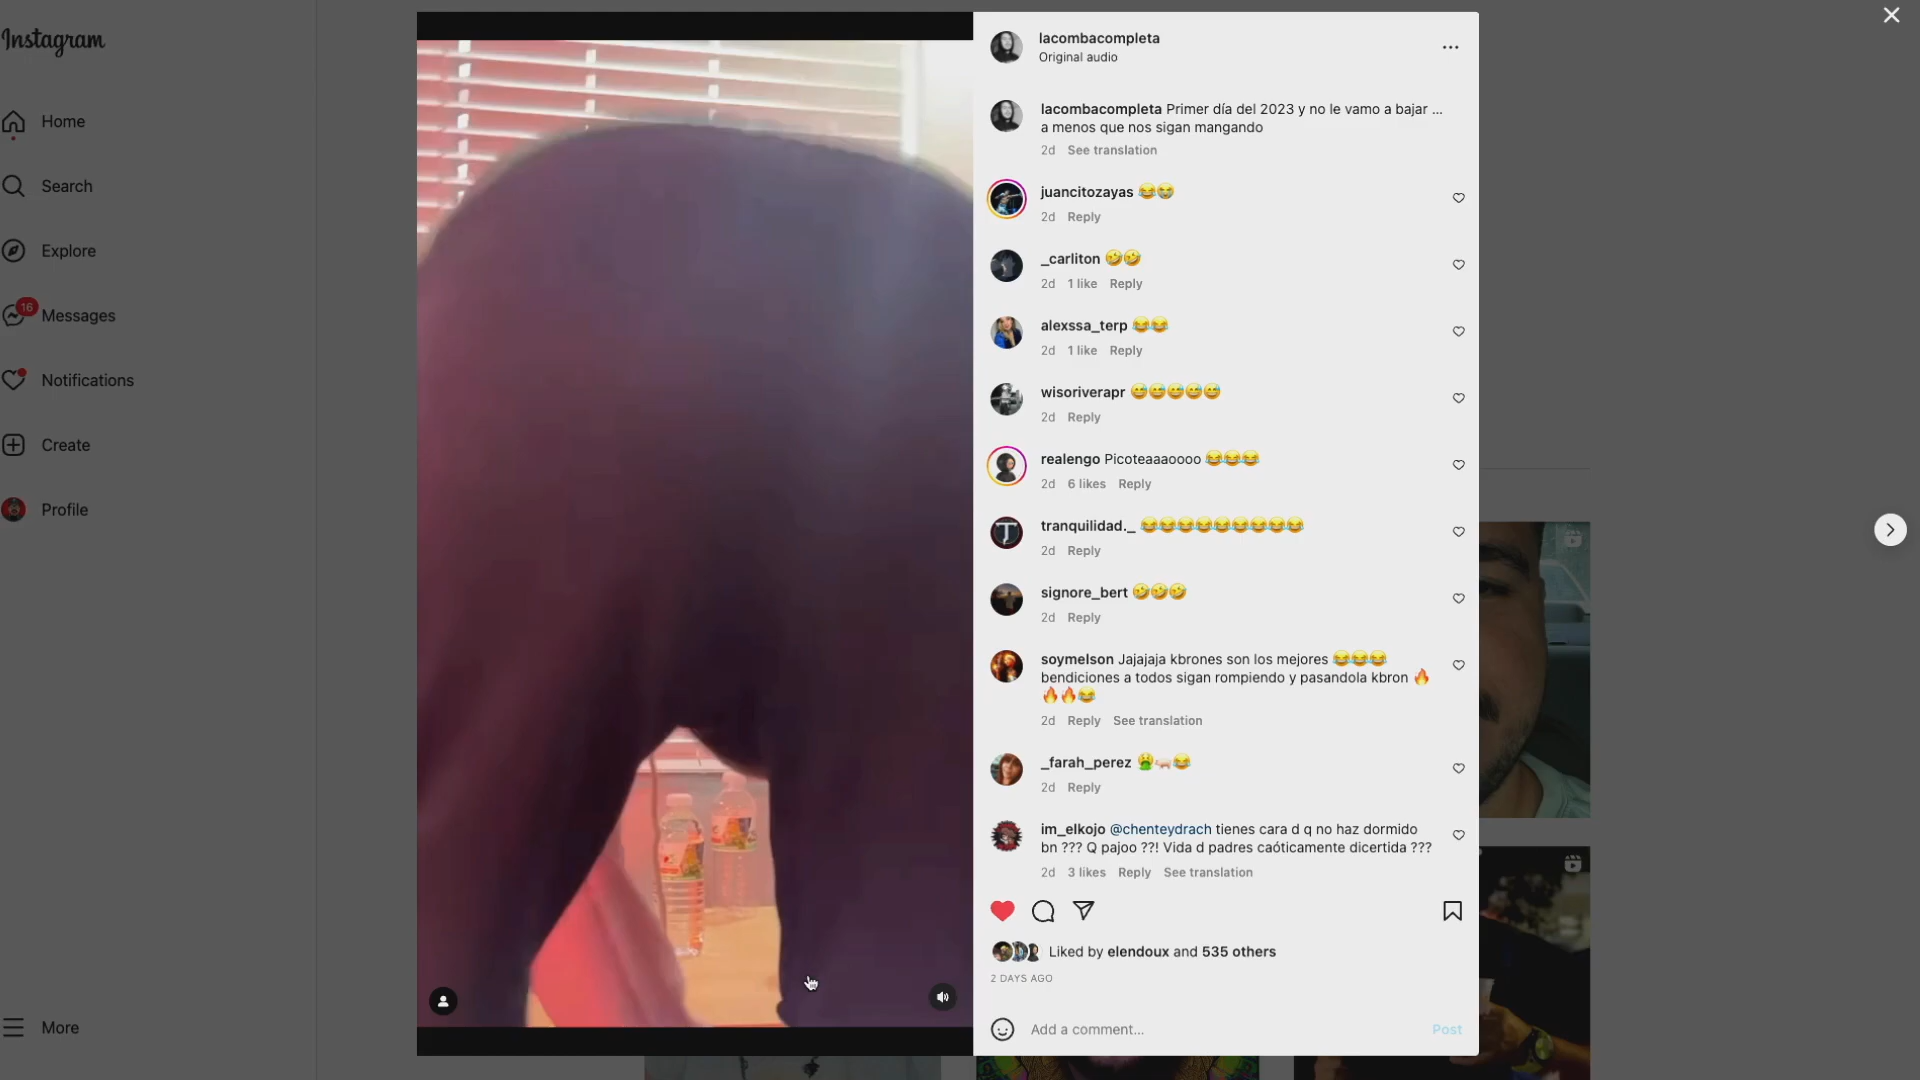 Instagram
Home
Search
Explore
16
Messages
Notifications
Create
Profile
More
lacombacompleta
Original audio
lacombacompleta Primer día del 2023 y no le vamo a bajar ...
a menos que nos sigan mangando
2d See translation
juancitozayas 😂😭
2d Reply
_carliton 🤣🤣
2d 1 like Reply
alexssa_terp 😂😂
2d 1 like Reply
wisoriverapr 😅😅😅😅😅
2d Reply
realengo Picoteaaaoooo 😂😂😂
2d 6 likes Reply
tranquilidad._ 😂😂😂😂😂😂😂😂😂
2d Reply
signore_bert 🤣🤣🤣
2d Reply
soymelson Jajajaja kbrones son los mejores 😂😂😂
bendiciones a todos sigan rompiendo y pasandola kbron 🔥
🔥🔥😂
2d Reply See translation
_farah_perez 🤮🐖😂
2d Reply
im_elkojo @chenteydrach tienes cara d q no haz dormido
bn ??? Q pajoo ??! Vida d padres caóticamente dicertida ???
2d 3 likes Reply See translation
Liked by elendoux and 535 others
2 DAYS AGO
Add a comment...
Post